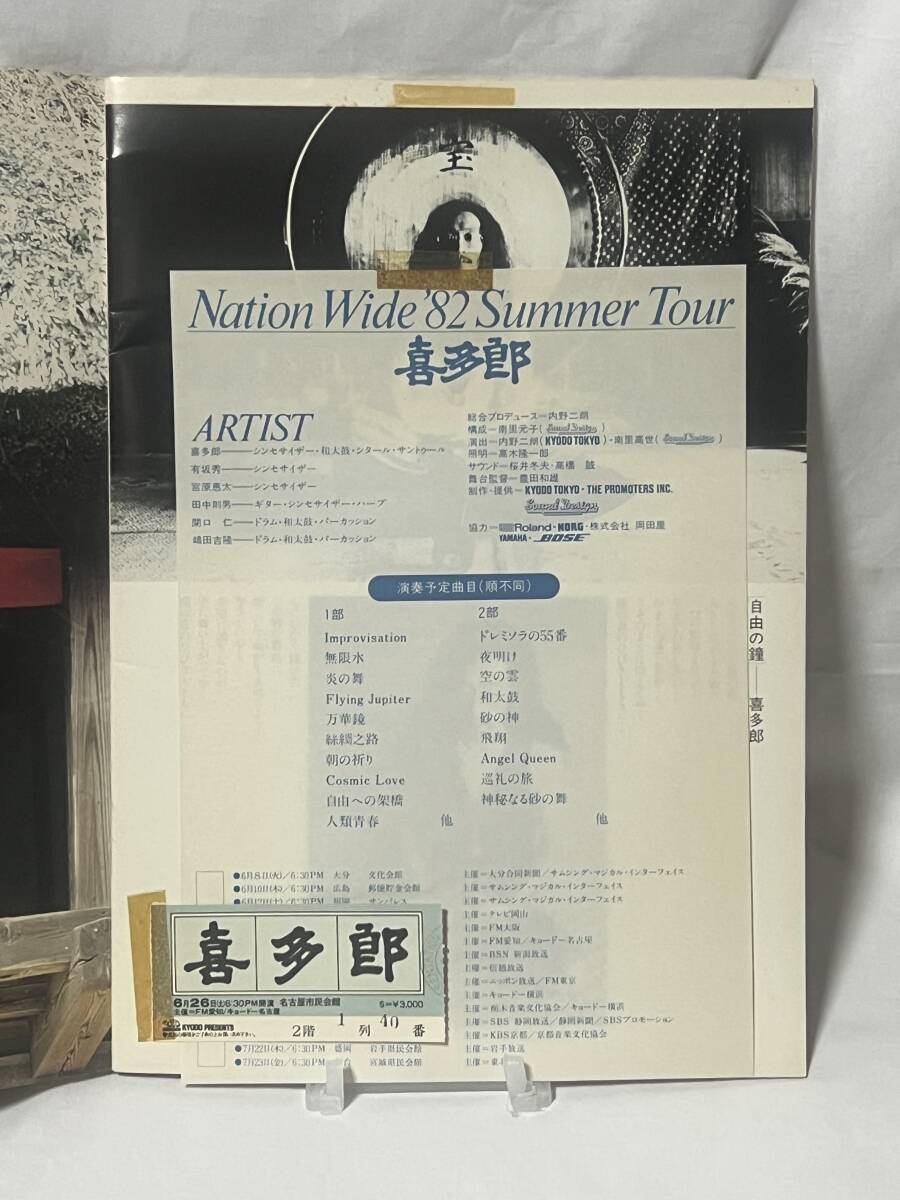 宝
Nation Wide '82 Summer Tour
喜多郎
ARTIST
喜多郎――シンセサイザー・和太鼓・シタール・サントゥール
有坂秀――シンセサイザー
宮原恵太――シンセサイザー
田中則男――ギター・シンセサイザー・ハープ
関口 仁――ドラム・和太鼓・パーカッション
嶋田吉隆――ドラム・和太鼓・パーカッション
総合プロデュース=内野二朗
構成=南里元子(Sound Design)
演出=内野二朗(KYODO TOKYO)・南里高世(Sound Design)
照明=高木隆一郎
サウンド=桜井冬夫・高橋 誠
舞台監督=豊田和雄
制作・提供=KYODO TOKYO・THE PROMOTERS INC.
Sound Design
協力=Roland・KORG・株式会社 岡田屋
YAMAHA・BOSE
演奏予定曲目(順不同)
1部
Improvisation
無限水
炎の舞
Flying Jupiter
万華鏡
絲綢之路
朝の祈り
Cosmic Love
自由への架橋
人類青春 他
2部
ドレミソラの55番
夜明け
空の雲
和太鼓
砂の神
飛翔
Angel Queen
巡礼の旅
神秘なる砂の舞
他
自由の鐘――喜多郎
●6月8日(火)/6:30PM 大分 文化会館 主催=大分合同新聞/サムシング・マジカル・インターフェイス
●6月10日(木)/6:30PM 広島 郵便貯金会館 主催=サムシング・マジカル・インターフェイス
●6月12日(土)/6:30PM 福岡 サンパレス 主催=サムシング・マジカル・インターフェイス
主催=テレビ岡山
主催=FM大阪
主催=FM愛知/キョードー名古屋
主催=BSN 新潟放送
主催=信越放送
主催=ニッポン放送/FM東京
主催=キョードー横浜
主催=栃木音楽文化協会/キョードー横浜
主催=SBS 静岡放送/静岡新聞/SBSプロモーション
主催=KBS京都/京都音楽文化協会
●7月22日(木)/6:30PM 盛岡 岩手県民会館 主催=岩手放送
●7月23日(金)/6:30PM 台 宮城県民会館 主催=東
喜多郎
6月26日(土)6:30PM開演 名古屋市民会館 S=¥3,000
主催=FM愛知/キョードー名古屋
KYODO PRESENTS
2階 1 列 40 番